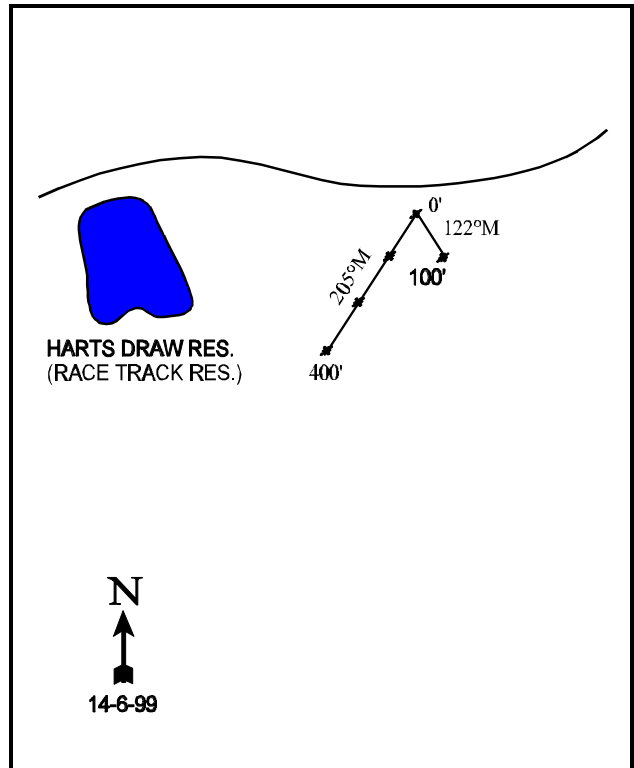 0'
122°M
205°M
100'
HARTS DRAW RES.
(RACE TRACK RES.)
400'
N
14-6-99